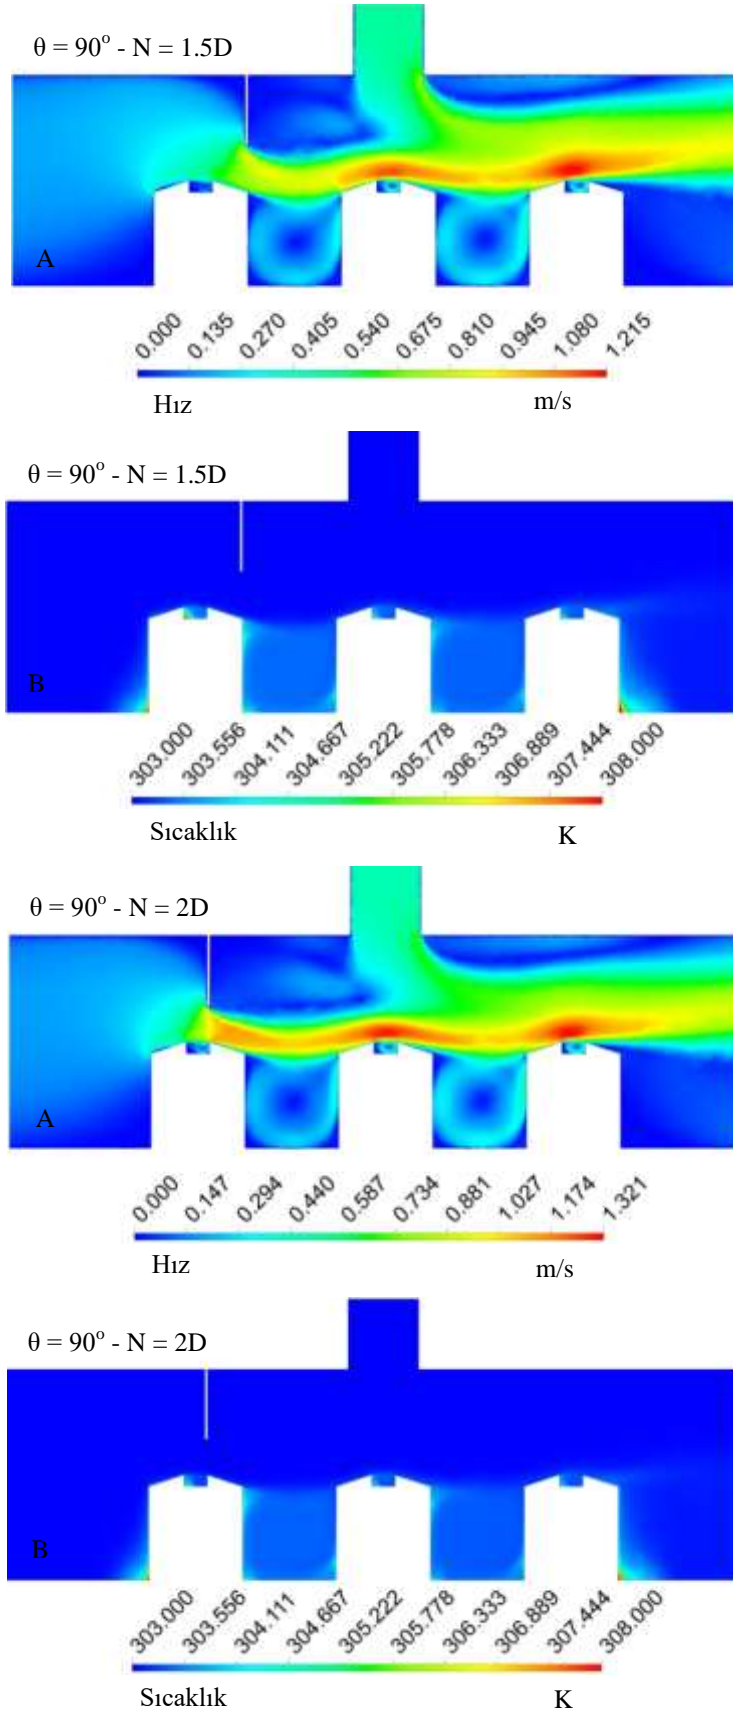 θ = 90° - N = 1.5D
A
0.000 0.135 0.270 0.405 0.540 0.675 0.810 0.945 1.080 1.215
Hız m/s
θ = 90° - N = 1.5D
B
303.000 303.556 304.111 304.667 305.222 305.778 306.333 306.889 307.444 308.000
Sıcaklık K
θ = 90° - N = 2D
A
0.000 0.147 0.294 0.440 0.587 0.734 0.881 1.027 1.174 1.321
Hız m/s
θ = 90° - N = 2D
B
303.000 303.556 304.111 304.667 305.222 305.778 306.333 306.889 307.444 308.000
Sıcaklık K